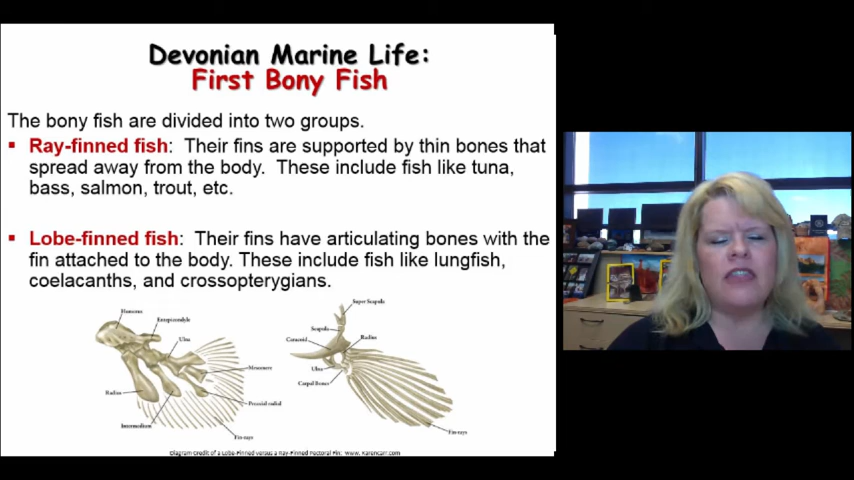 Devonian Marine Life:
First Bony Fish
The bony fish are divided into two groups.
Ray-finned fish: Their fins are supported by thin bones that
spread away from the body. These include fish like tuna,
bass, salmon, trout, etc.
Lobe-finned fish: Their fins have articulating bones with the
fin attached to the body. These include fish like lungfish,
coelacanths, and crossopterygians.
Humerus
Entepicondyle
Ulna
Mesomere
Radius
Preaxial radial
Intermedium
Fin-rays
Super Scapula
Scapula
Coracoid
Radius
Ulna
Carpal Bones
Fin-rays
Diagram Credit of a Lobe-Finned versus a Ray-Finned Pectoral Fin: www. Karencarr.com